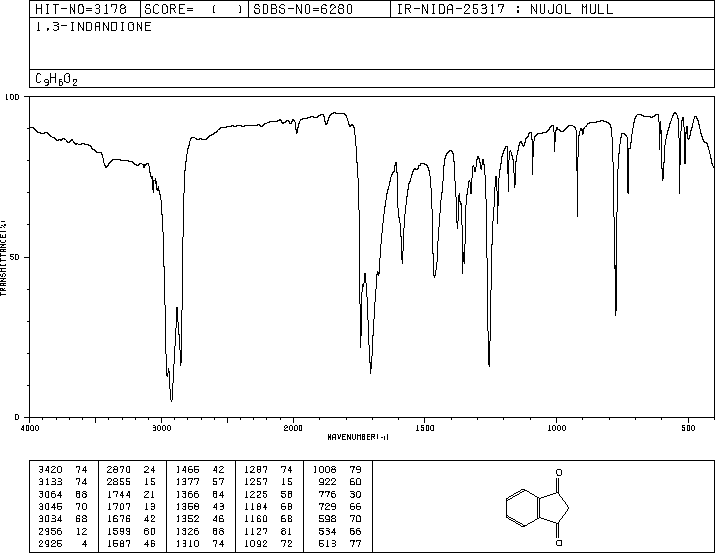 HIT-NO=3178 SCORE= ( ) SDBS-NO=6280 IR-NIDA-25317 : NUJOL MULL
1,3-INDANDIONE
C9H6O2
100
50
0
TRANSMITTANCE(%)
4000 3000 2000 1500 1000 500
WAVENUMBER(-1)
3420 74 2870 24 1466 42 1287 74 1008 79
3133 74 2855 15 1377 57 1257 15 922 60
3064 68 1744 21 1366 64 1225 58 776 30
3045 70 1707 13 1358 43 1184 68 729 66
3034 68 1676 42 1352 46 1160 68 598 70
2956 12 1599 60 1326 68 1127 81 534 66
2925 4 1587 46 1310 74 1092 72 513 77
O
O